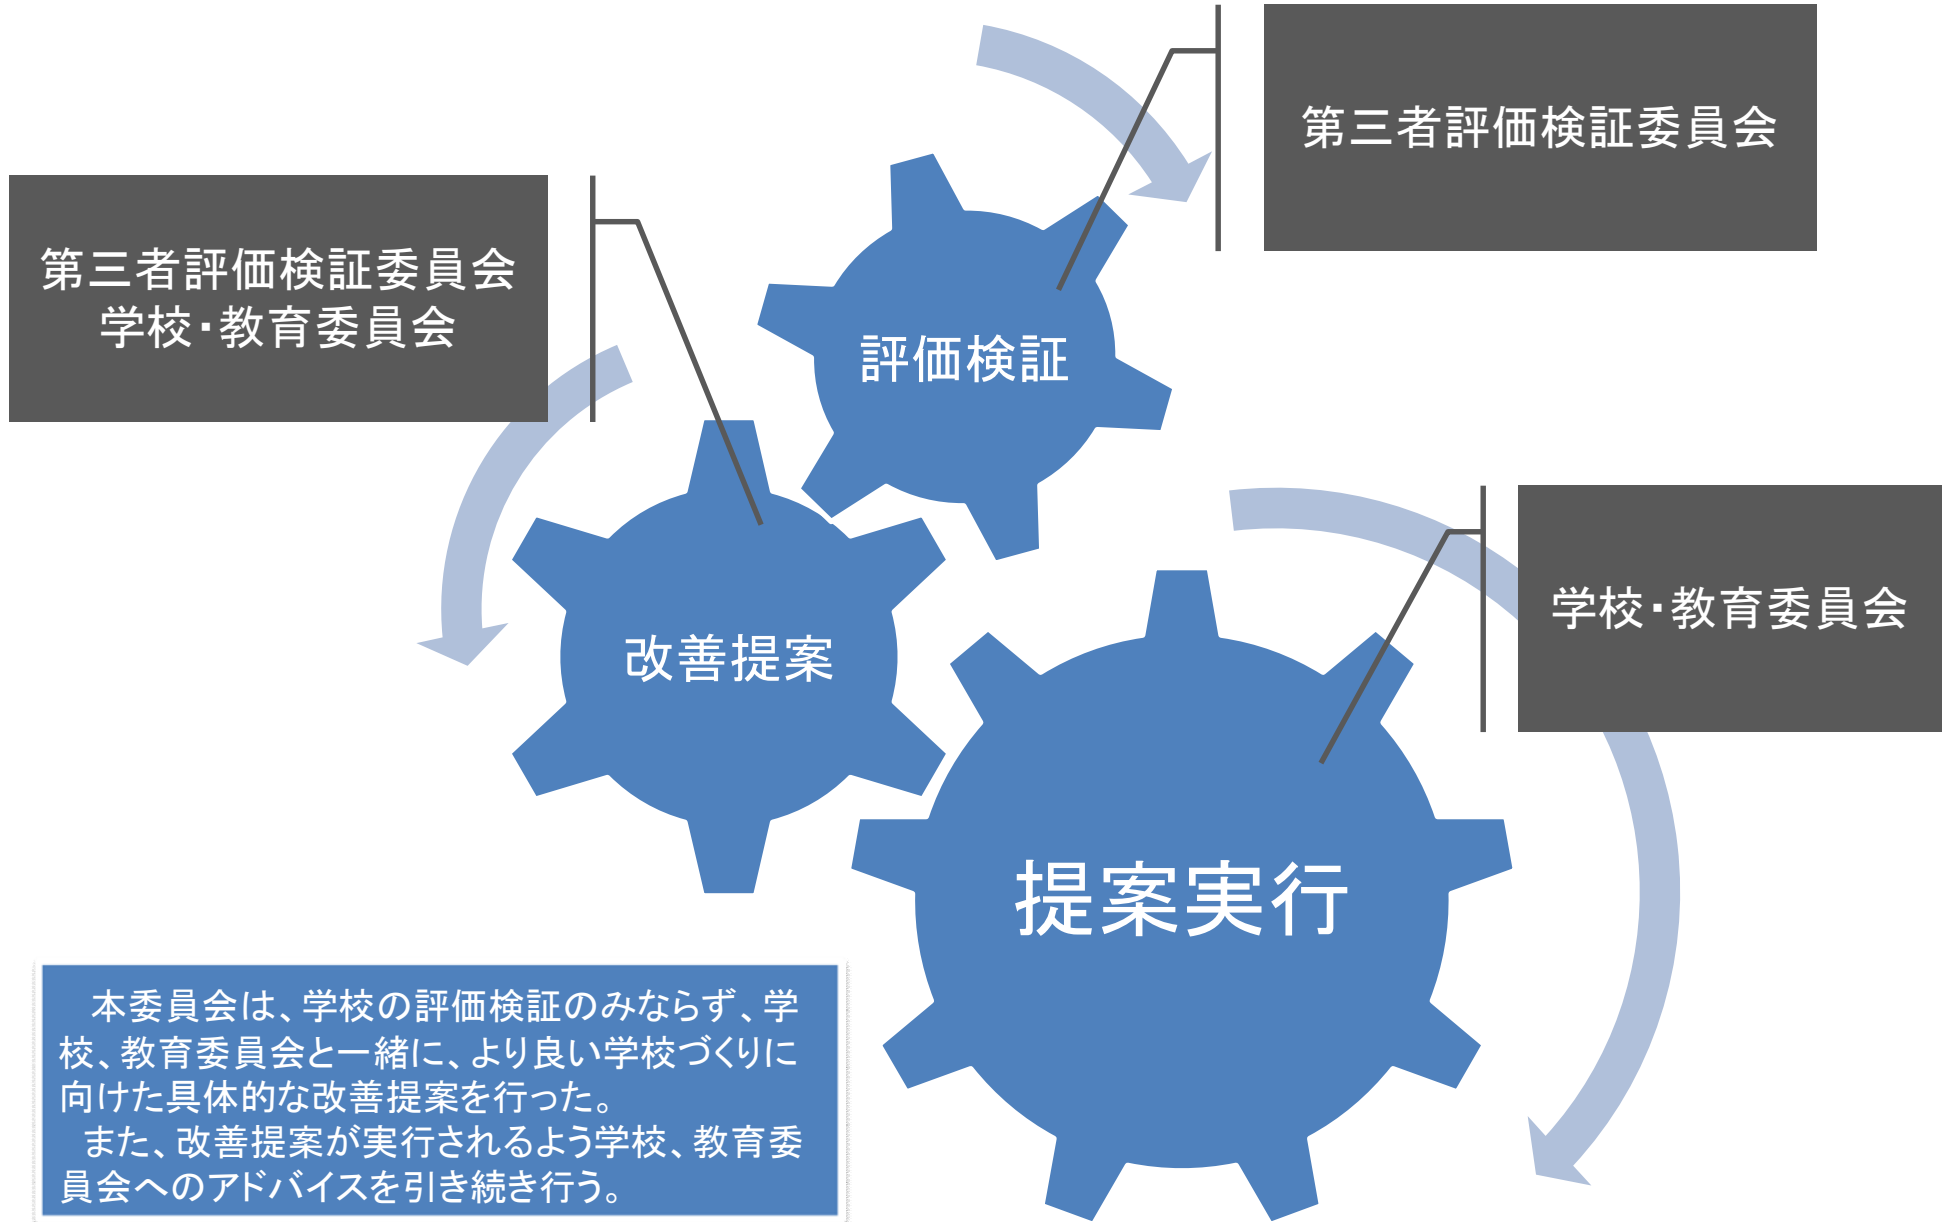 第三者評価検証委員会
第三者評価検証委員会
学校・教育委員会
評価検証
学校・教育委員会
改善提案
提案実行
本委員会は、学校の評価検証のみならず、学
校、教育委員会と一緒に、より良い学校づくりに
向けた具体的な改善提案を行った。
また、改善提案が実行されるよう学校、教育委
員会へのアドバイスを引き続き行う。